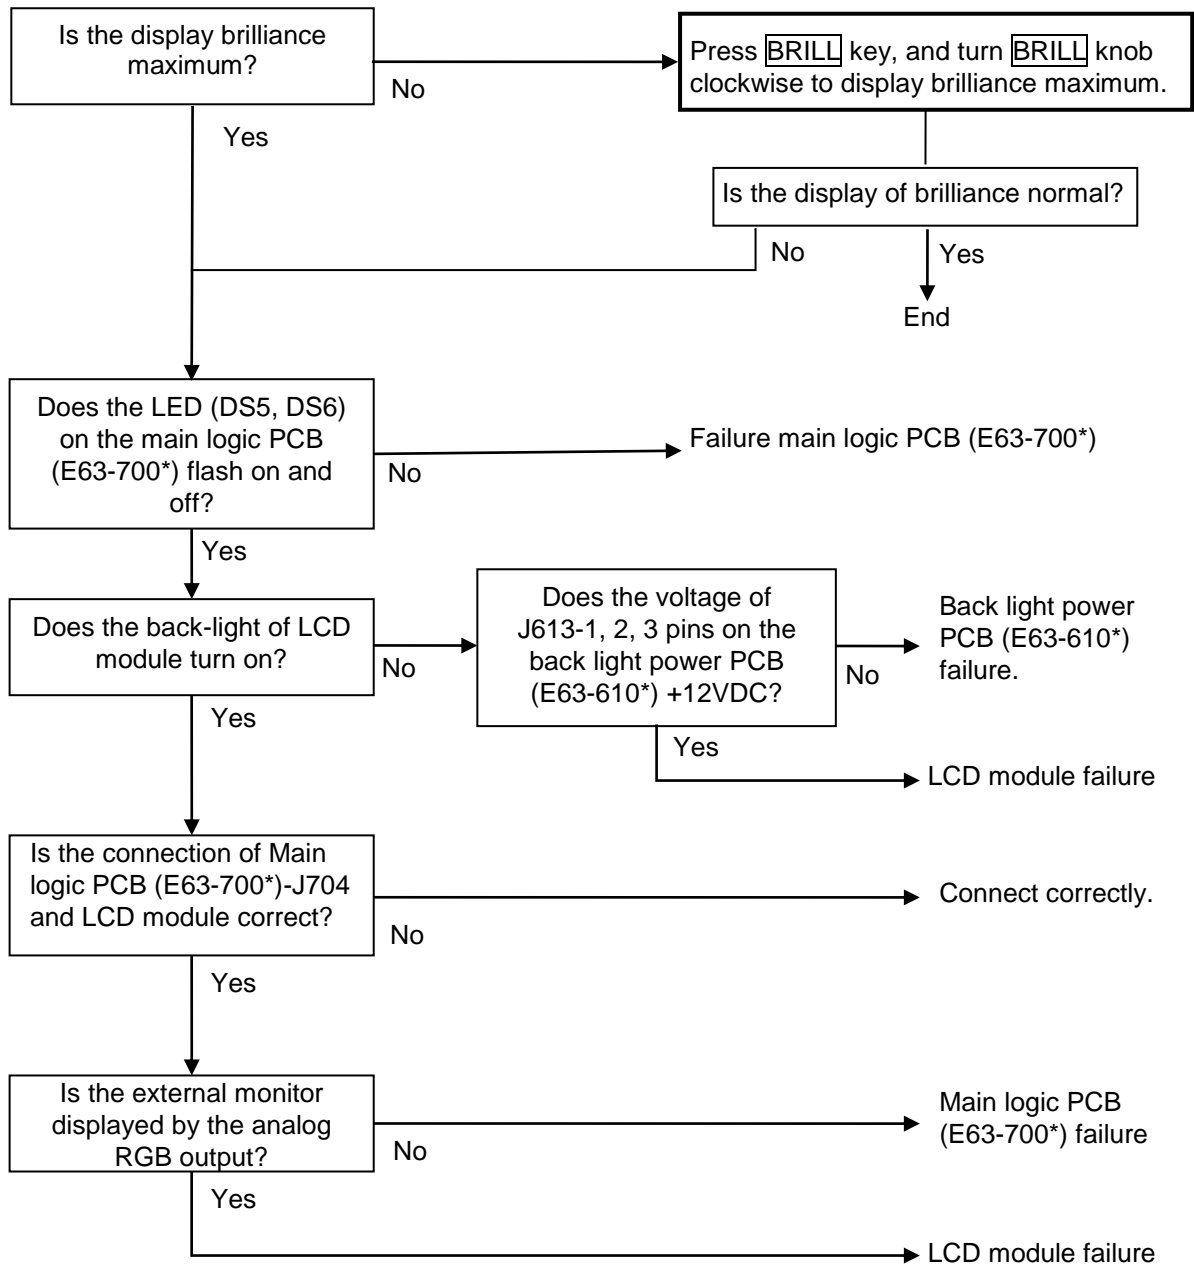 Is the display brilliance
maximum?
No
Press BRILL key, and turn BRILL knob
clockwise to display brilliance maximum.
Yes
Is the display of brilliance normal?
No
Yes
End
Does the LED (DS5, DS6)
on the main logic PCB
(E63-700*) flash on and
off?
No
Failure main logic PCB (E63-700*)
Yes
Does the back-light of LCD
module turn on?
No
Does the voltage of
J613-1, 2, 3 pins on the
back light power PCB
(E63-610*) +12VDC?
No
Back light power
PCB (E63-610*)
failure.
Yes
LCD module failure
Yes
Is the connection of Main
logic PCB (E63-700*)-J704
and LCD module correct?
No
Connect correctly.
Yes
Is the external monitor
displayed by the analog
RGB output?
No
Main logic PCB
(E63-700*) failure
Yes
LCD module failure